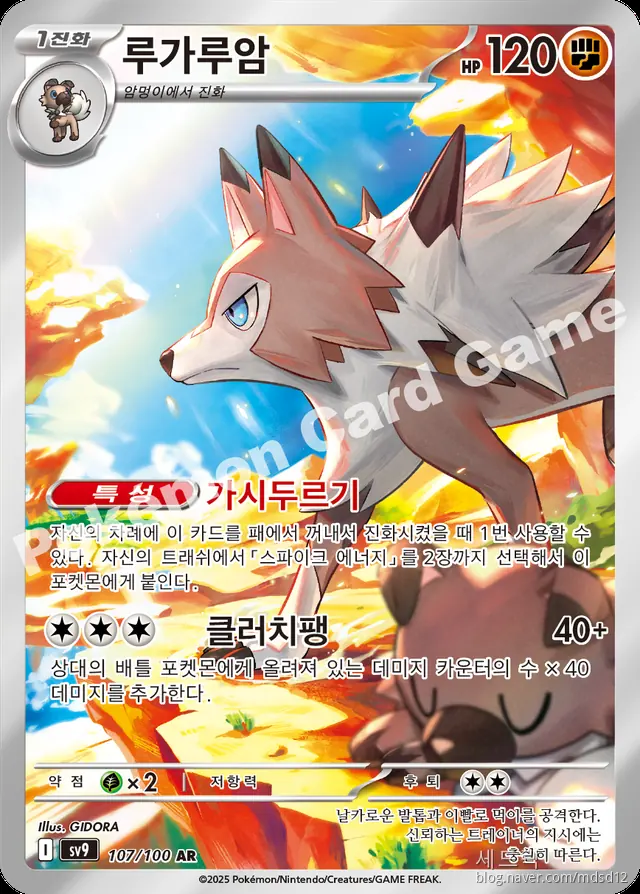 1진화
루가루암
HP 120
암멍이에서 진화
Pokémon Card Game
특성 가시두르기
자신의 차례에 이 카드를 패에서 꺼내서 진화시켰을 때 1번 사용할 수
있다. 자신의 트래쉬에서 「스파이크 에너지」를 2장까지 선택해서 이
포켓몬에게 붙인다.
클러치팽 40+
상대의 배틀 포켓몬에게 올려져 있는 데미지 카운터의 수 ×40
데미지를 추가한다.
약점 ×2 저항력 후퇴
날카로운 발톱과 이빨로 먹이를 공격한다.
신뢰하는 트레이너의 지시에는
충실히 따른다.
Illus. GIDORA
I sv9 107/100 AR
blog.naver.com/mdsd12
©2025 Pokémon/Nintendo/Creatures/GAME FREAK.